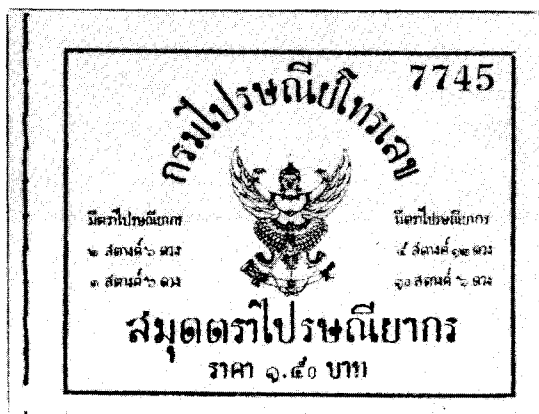 7745
กรมไปรษณีย์โทรเลข
มีตราไปรษณียากร
๒ สตางค์ ๖ ดวง
๓ สตางค์ ๖ ดวง
มีตราไปรษณียากร
๕ สตางค์ ๑๒ ดวง
๑๐ สตางค์ ๖ ดวง
สมุดตราไปรษณียากร
ราคา ๑.๕๐ บาท